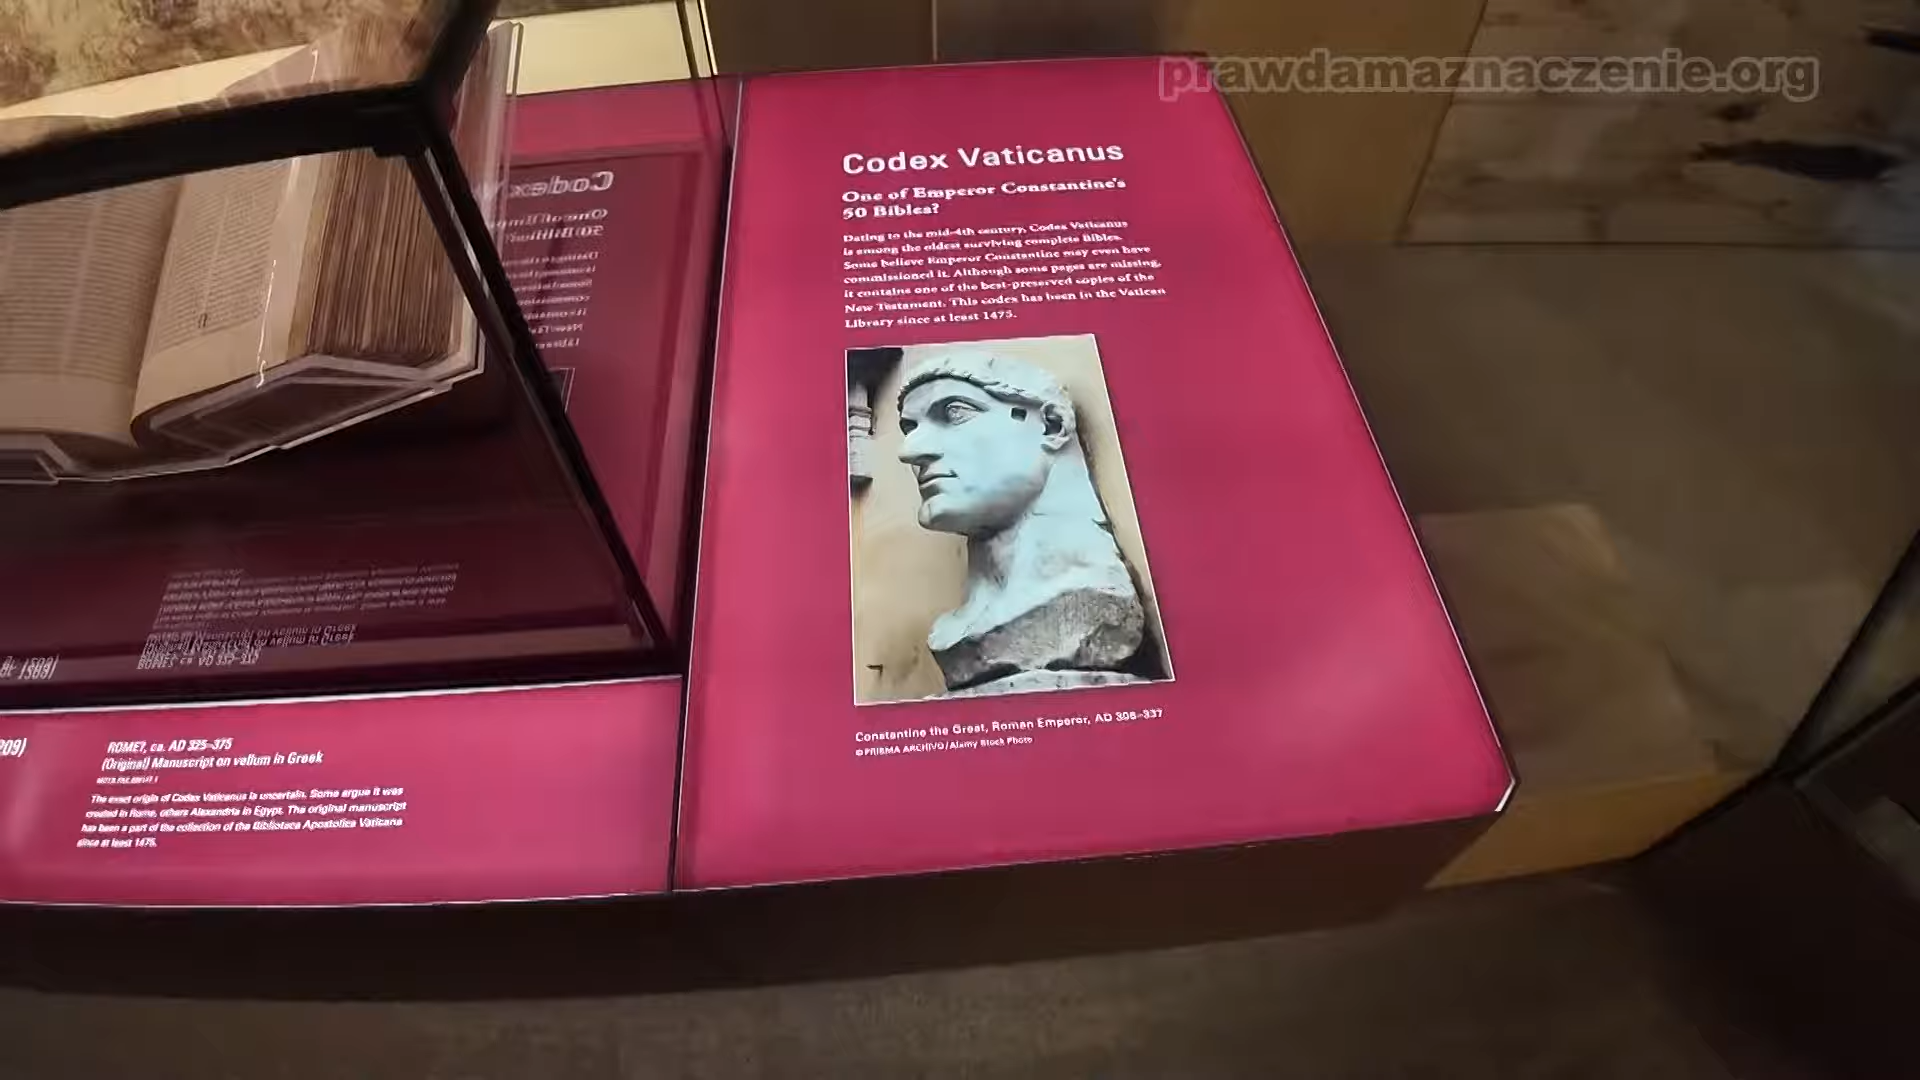 prawdamaznaczenie.org
Codex Vaticanus
One of Emperor Constantine's
50 Bibles?
Dating to the mid-4th century, Codex Vaticanus
is among the oldest surviving complete Bibles.
Some believe Emperor Constantine may even have
commissioned it. Although some pages are missing,
it contains one of the best-preserved copies of the
New Testament. This codex has been in the Vatican
Library since at least 1475.
Constantine the Great, Roman Emperor, AD 306–337
© PRISMA ARCHIVO / Alamy Stock Photo
209)
ROME?, ca. AD 325–375
(Original) Manuscript on vellum in Greek
The exact origin of Codex Vaticanus is uncertain. Some argue it was
created in Rome, others Alexandria in Egypt. The original manuscript
has been a part of the collection of the Biblioteca Apostolica Vaticana
since at least 1475.